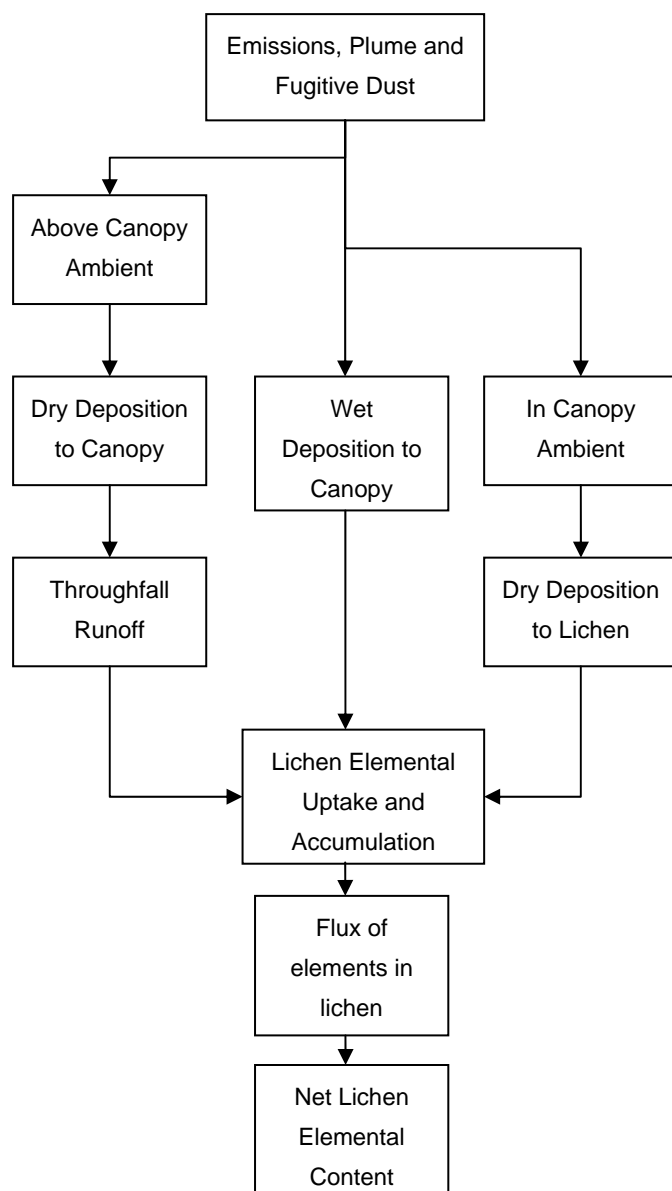 Emissions, Plume and
Fugitive Dust
Above Canopy
Ambient
Dry Deposition
to Canopy
Wet
Deposition to
Canopy
In Canopy
Ambient
Throughfall
Runoff
Dry Deposition
to Lichen
Lichen Elemental
Uptake and
Accumulation
Flux of
elements in
lichen
Net Lichen
Elemental
Content